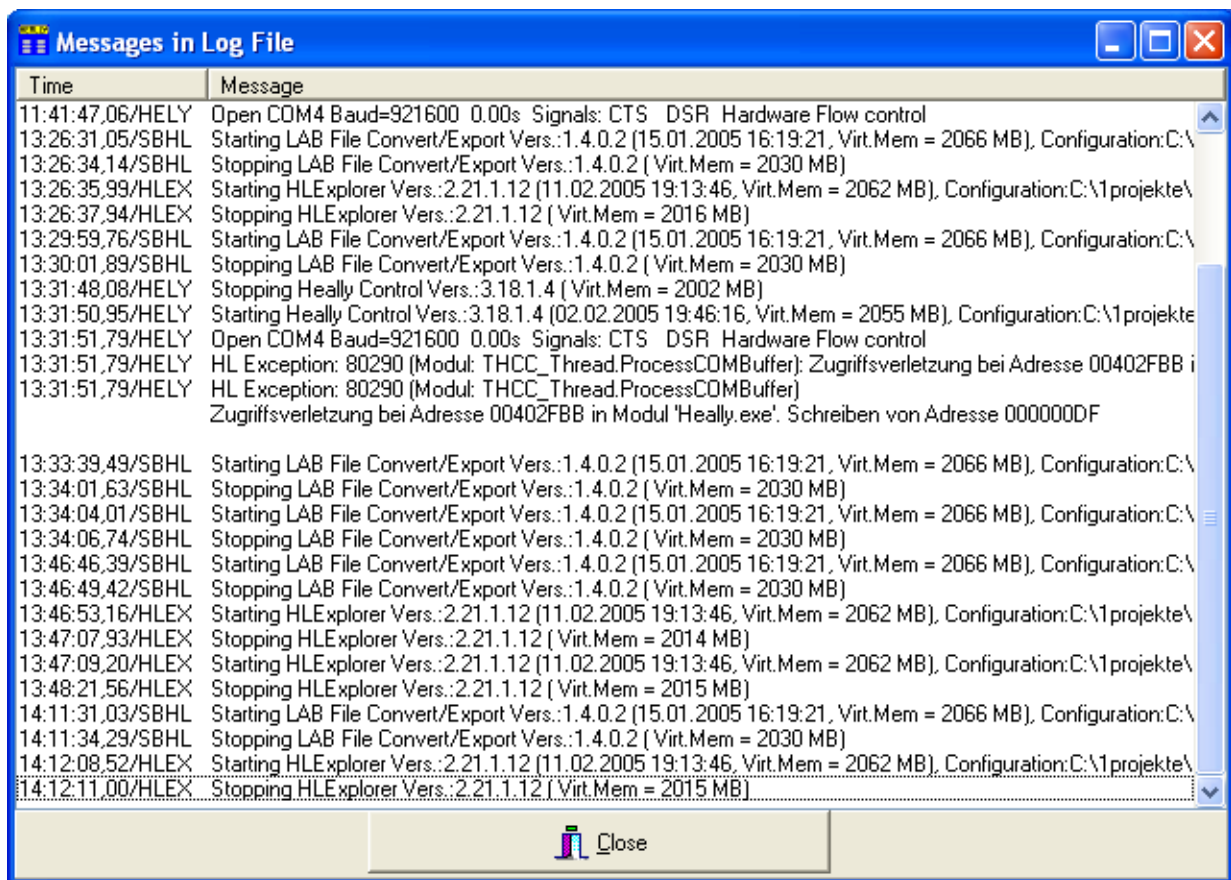 Messages in Log File
Time Message
11:41:47,06/HELY Open COM4 Baud=921600 0.00s Signals: CTS DSR Hardware Flow control
13:26:31,05/SBHL Starting LAB File Convert/Export Vers.:1.4.0.2 (15.01.2005 16:19:21, Virt.Mem = 2066 MB), Configuration:C:\
13:26:34,14/SBHL Stopping LAB File Convert/Export Vers.:1.4.0.2 ( Virt.Mem = 2030 MB)
13:26:35,99/HLEX Starting HLExplorer Vers.:2.21.1.12 (11.02.2005 19:13:46, Virt.Mem = 2062 MB), Configuration:C:\1projekte\
13:26:37,94/HLEX Stopping HLExplorer Vers.:2.21.1.12 ( Virt.Mem = 2016 MB)
13:29:59,76/SBHL Starting LAB File Convert/Export Vers.:1.4.0.2 (15.01.2005 16:19:21, Virt.Mem = 2066 MB), Configuration:C:\
13:30:01,89/SBHL Stopping LAB File Convert/Export Vers.:1.4.0.2 ( Virt.Mem = 2030 MB)
13:31:48,08/HELY Stopping Heally Control Vers.:3.18.1.4 ( Virt.Mem = 2002 MB)
13:31:50,95/HELY Starting Heally Control Vers.:3.18.1.4 (02.02.2005 19:46:16, Virt.Mem = 2055 MB), Configuration:C:\1projekte
13:31:51,79/HELY Open COM4 Baud=921600 0.00s Signals: CTS DSR Hardware Flow control
13:31:51,79/HELY HL Exception: 80290 (Modul: THCC_Thread.ProcessCOMBuffer): Zugriffsverletzung bei Adresse 00402FBB i
13:31:51,79/HELY HL Exception: 80290 (Modul: THCC_Thread.ProcessCOMBuffer)
Zugriffsverletzung bei Adresse 00402FBB in Modul 'Heally.exe'. Schreiben von Adresse 000000DF
13:33:39,49/SBHL Starting LAB File Convert/Export Vers.:1.4.0.2 (15.01.2005 16:19:21, Virt.Mem = 2066 MB), Configuration:C:\
13:34:01,63/SBHL Stopping LAB File Convert/Export Vers.:1.4.0.2 ( Virt.Mem = 2030 MB)
13:34:04,01/SBHL Starting LAB File Convert/Export Vers.:1.4.0.2 (15.01.2005 16:19:21, Virt.Mem = 2066 MB), Configuration:C:\
13:34:06,74/SBHL Stopping LAB File Convert/Export Vers.:1.4.0.2 ( Virt.Mem = 2030 MB)
13:46:46,39/SBHL Starting LAB File Convert/Export Vers.:1.4.0.2 (15.01.2005 16:19:21, Virt.Mem = 2066 MB), Configuration:C:\
13:46:49,42/SBHL Stopping LAB File Convert/Export Vers.:1.4.0.2 ( Virt.Mem = 2030 MB)
13:46:53,16/HLEX Starting HLExplorer Vers.:2.21.1.12 (11.02.2005 19:13:46, Virt.Mem = 2062 MB), Configuration:C:\1projekte\
13:47:07,93/HLEX Stopping HLExplorer Vers.:2.21.1.12 ( Virt.Mem = 2014 MB)
13:47:09,20/HLEX Starting HLExplorer Vers.:2.21.1.12 (11.02.2005 19:13:46, Virt.Mem = 2062 MB), Configuration:C:\1projekte\
13:48:21,56/HLEX Stopping HLExplorer Vers.:2.21.1.12 ( Virt.Mem = 2015 MB)
14:11:31,03/SBHL Starting LAB File Convert/Export Vers.:1.4.0.2 (15.01.2005 16:19:21, Virt.Mem = 2066 MB), Configuration:C:\
14:11:34,29/SBHL Stopping LAB File Convert/Export Vers.:1.4.0.2 ( Virt.Mem = 2030 MB)
14:12:08,52/HLEX Starting HLExplorer Vers.:2.21.1.12 (11.02.2005 19:13:46, Virt.Mem = 2062 MB), Configuration:C:\1projekte\
14:12:11,00/HLEX Stopping HLExplorer Vers.:2.21.1.12 ( Virt.Mem = 2015 MB)
Close